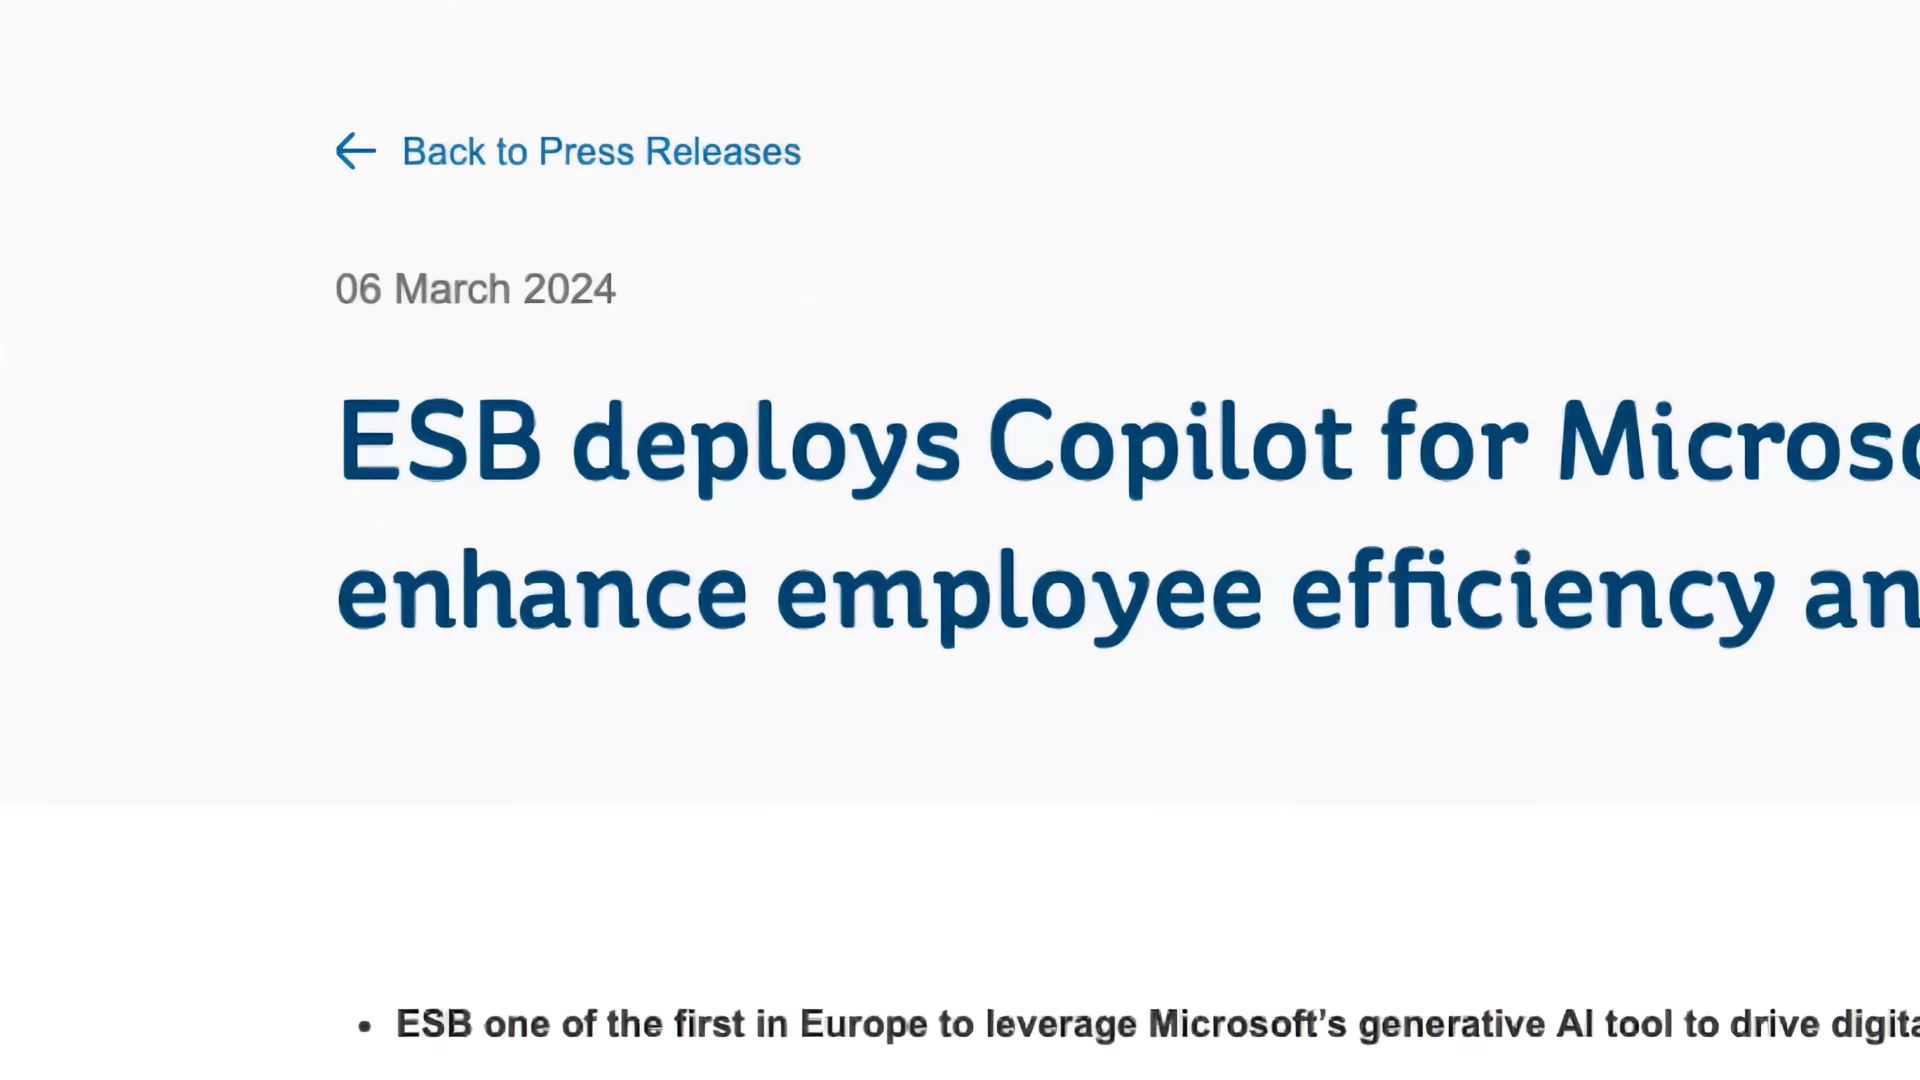 Back to Press Releases
06 March 2024
ESB deploys Copilot for Micros
enhance employee efficiency an
• ESB one of the first in Europe to leverage Microsoft’s generative AI tool to drive digita